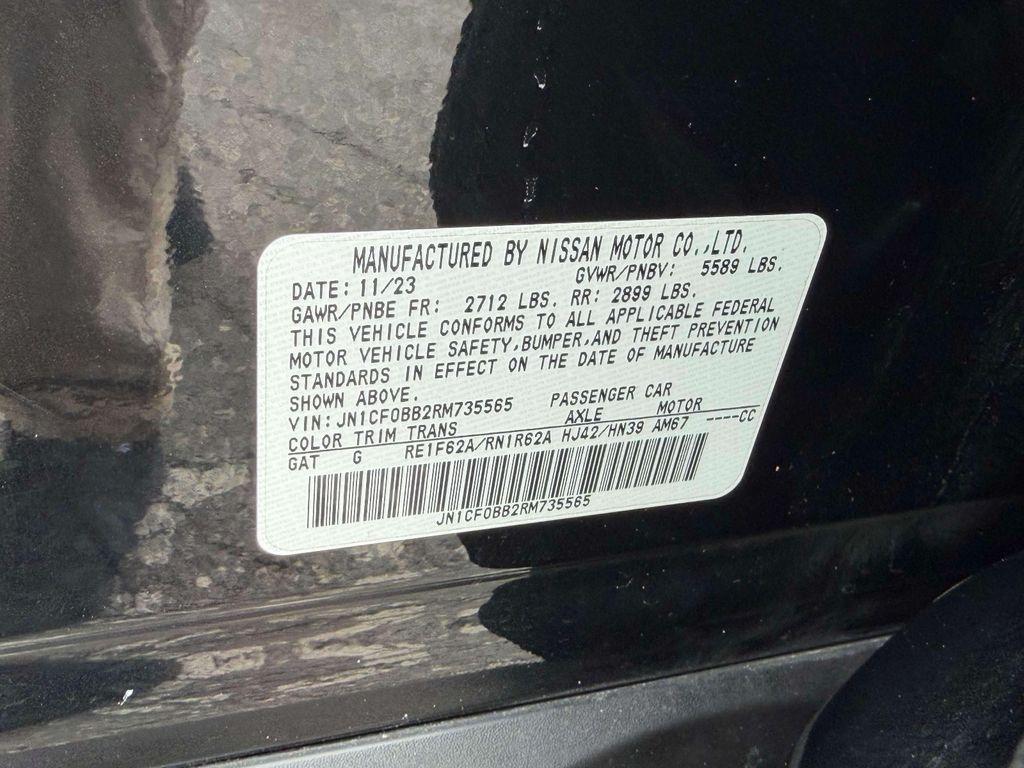 MANUFACTURED BY NISSAN MOTOR CO.,LTD.
DATE: 11/23 GVWR/PNBV: 5589 LBS.
GAWR/PNBE FR: 2712 LBS. RR: 2899 LBS.
THIS VEHICLE CONFORMS TO ALL APPLICABLE FEDERAL
MOTOR VEHICLE SAFETY,BUMPER,AND THEFT PREVENTION
STANDARDS IN EFFECT ON THE DATE OF MANUFACTURE
SHOWN ABOVE.
VIN: JN1CF0BB2RM735565 PASSENGER CAR
COLOR TRIM TRANS AXLE MOTOR
GAT G RE1F62A/RN1R62A HJ42/HN39 AM67 ----CC
JN1CF0BB2RM735565